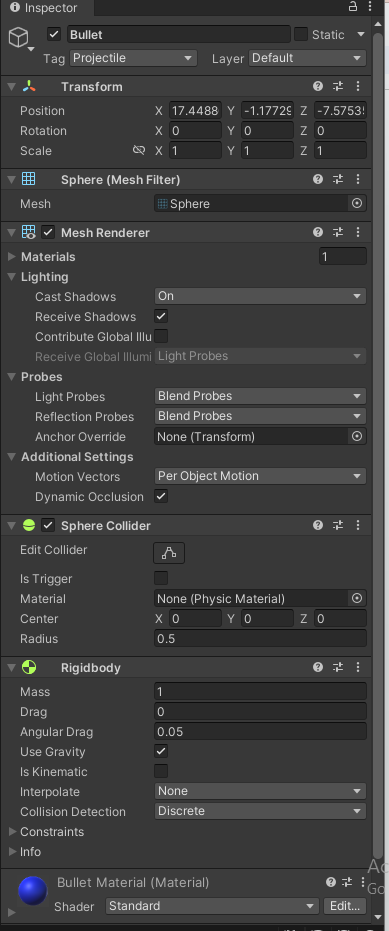 Inspector
Bullet Static
Tag Projectile Layer Default
Transform
Position X 17.4488 Y -1.1772 Z -7.5753
Rotation X 0 Y 0 Z 0
Scale X 1 Y 1 Z 1
Sphere (Mesh Filter)
Mesh Sphere
Mesh Renderer
Materials 1
Lighting
Cast Shadows On
Receive Shadows
Contribute Global Illu
Receive Global Illumi Light Probes
Probes
Light Probes Blend Probes
Reflection Probes Blend Probes
Anchor Override None (Transform)
Additional Settings
Motion Vectors Per Object Motion
Dynamic Occlusion
Sphere Collider
Edit Collider
Is Trigger
Material None (Physic Material)
Center X 0 Y 0 Z 0
Radius 0.5
Rigidbody
Mass 1
Drag 0
Angular Drag 0.05
Use Gravity
Is Kinematic
Interpolate None
Collision Detection Discrete
Constraints
Info
Ac
Bullet Material (Material)
Go
Shader Standard Edit...